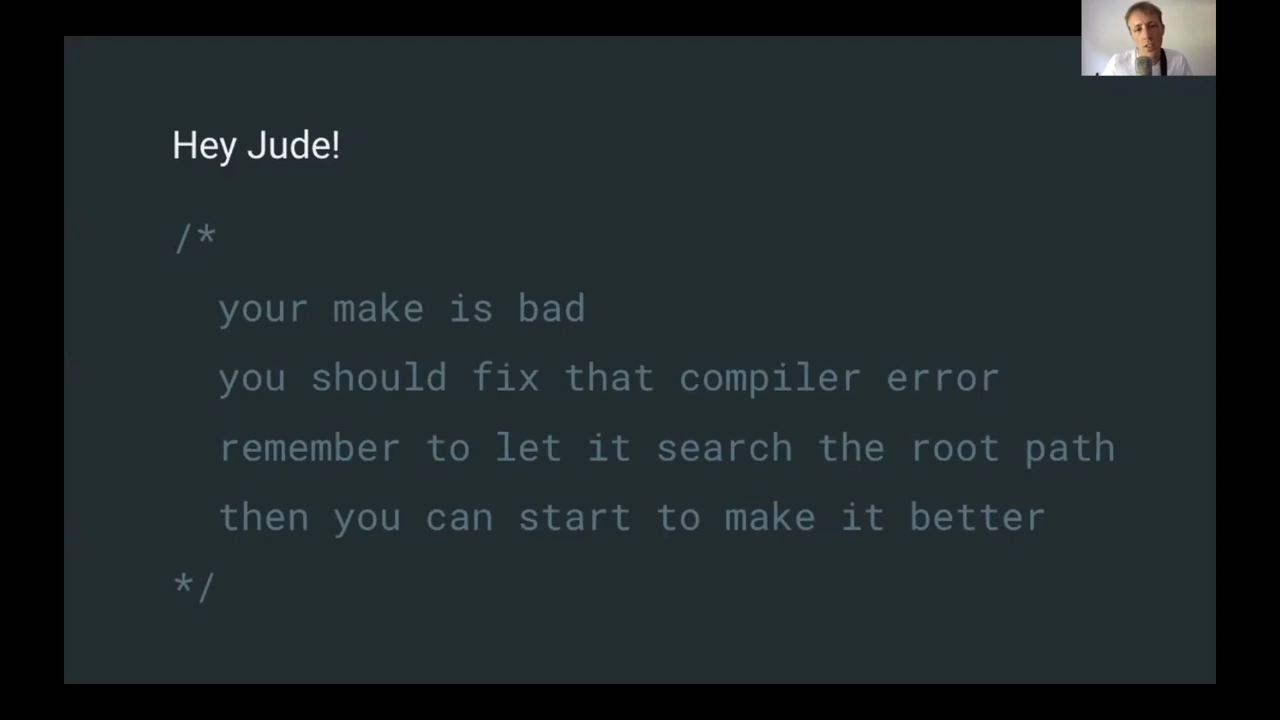 Hey Jude!
/*
your make is bad
you should fix that compiler error
remember to let it search the root path
then you can start to make it better
*/